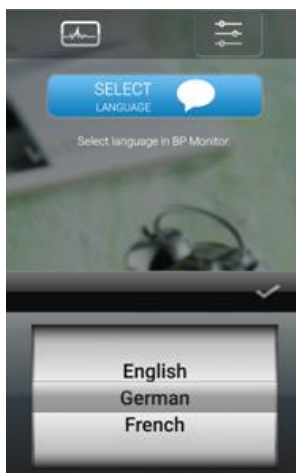 SELECT
LANGUAGE
Select language in BP Monitor.
English
German
French